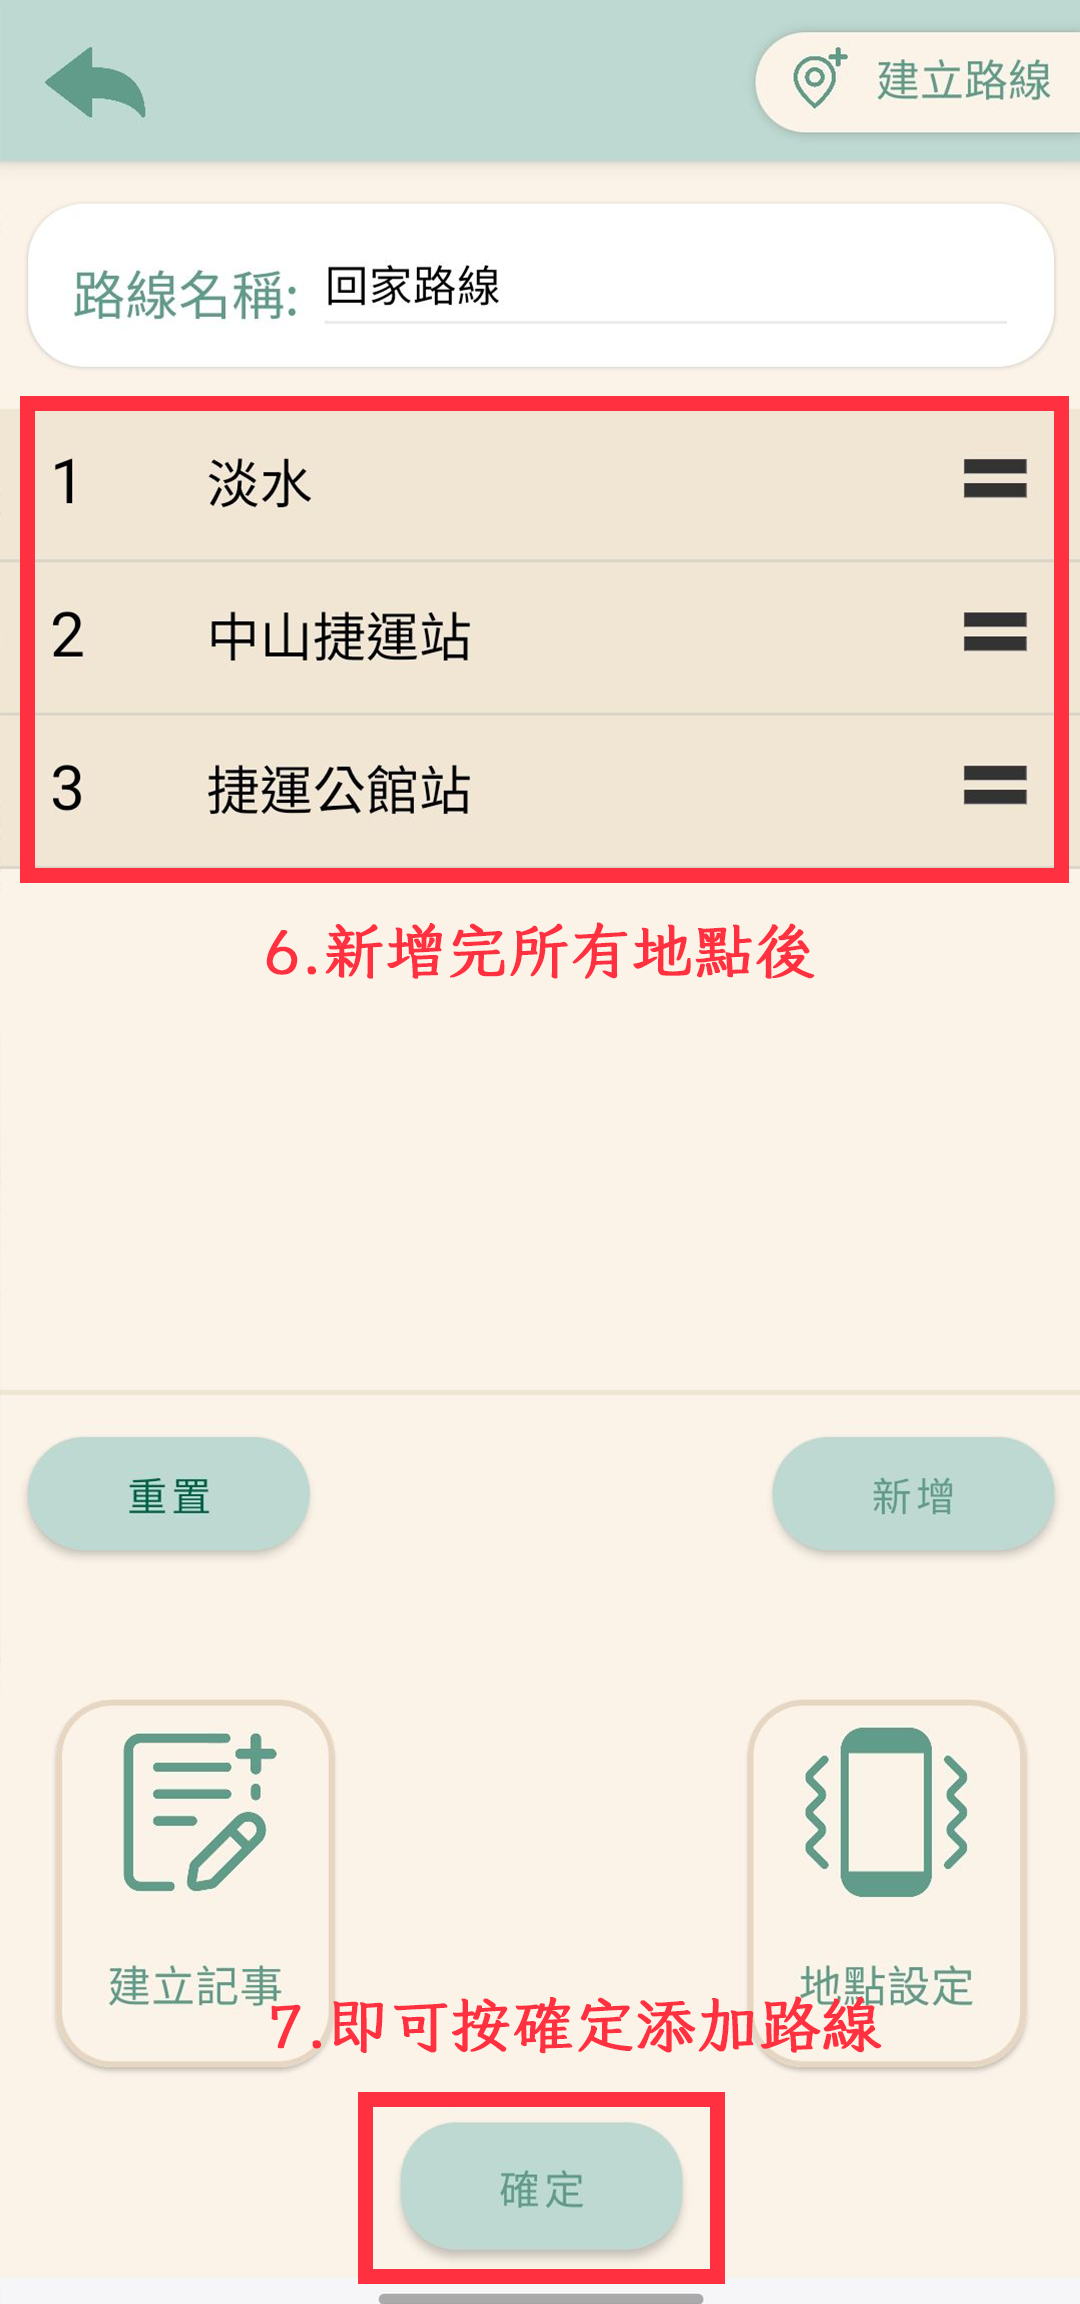 建立路線
路線名稱: 回家路線
1 淡水
2 中山捷運站
3 捷運公館站
6.新增完所有地點後
重置 新增
建立記事 地點設定
7.即可按確定添加路線
確定